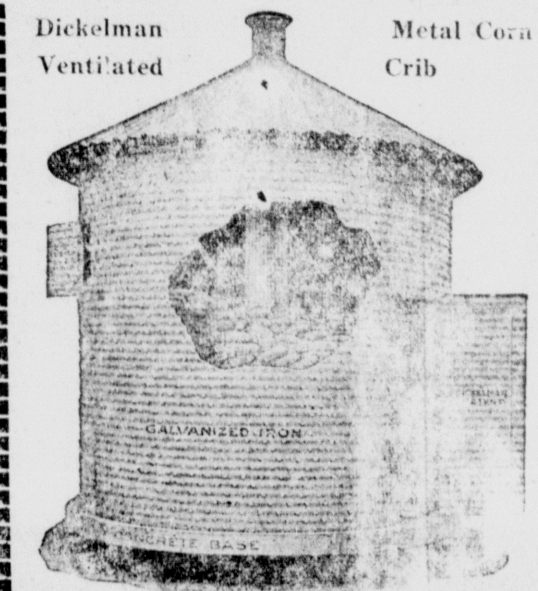 Dickelman Metal Corn
Ventilated Crib
GALVANIZED IRON
CONCRETE BASE